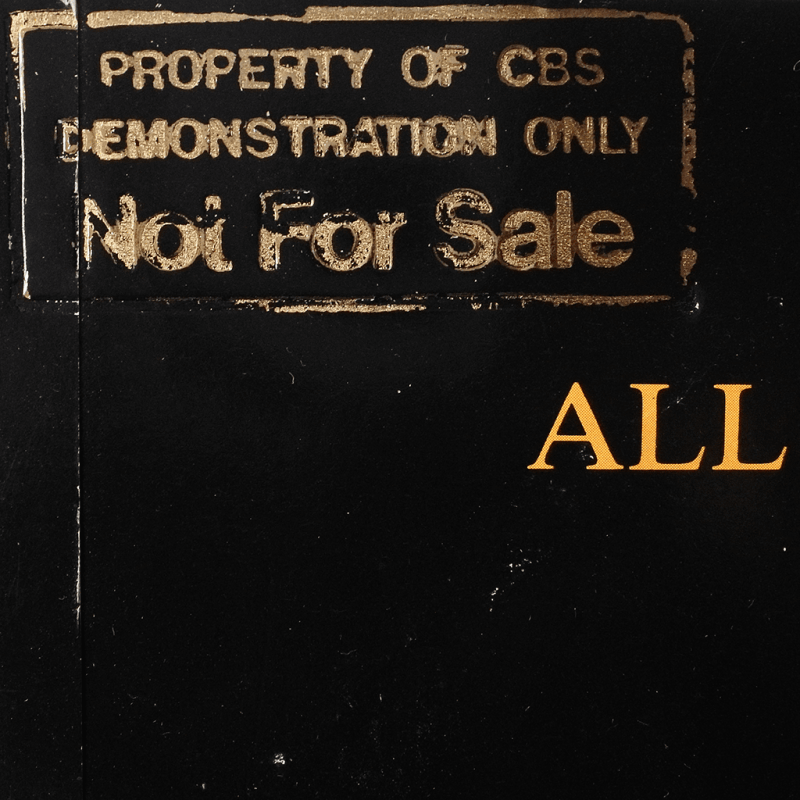 PROPERTY OF CBS
DEMONSTRATION ONLY
Not For Sale
ALL